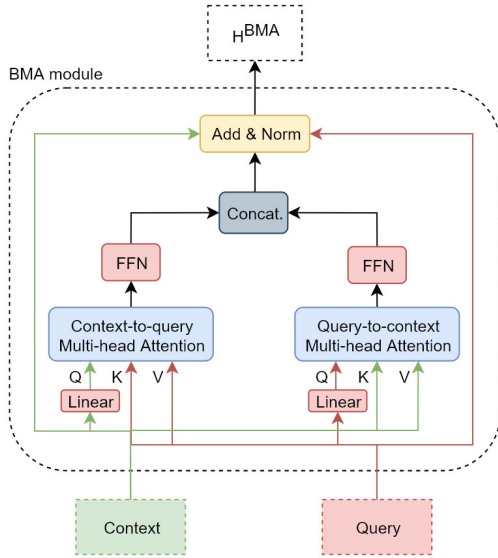 H^BMA
BMA module
Add & Norm
Concat.
FFN
FFN
Context-to-query
Multi-head Attention
Query-to-context
Multi-head Attention
Q
K
V
Q
K
V
Linear
Linear
Context
Query